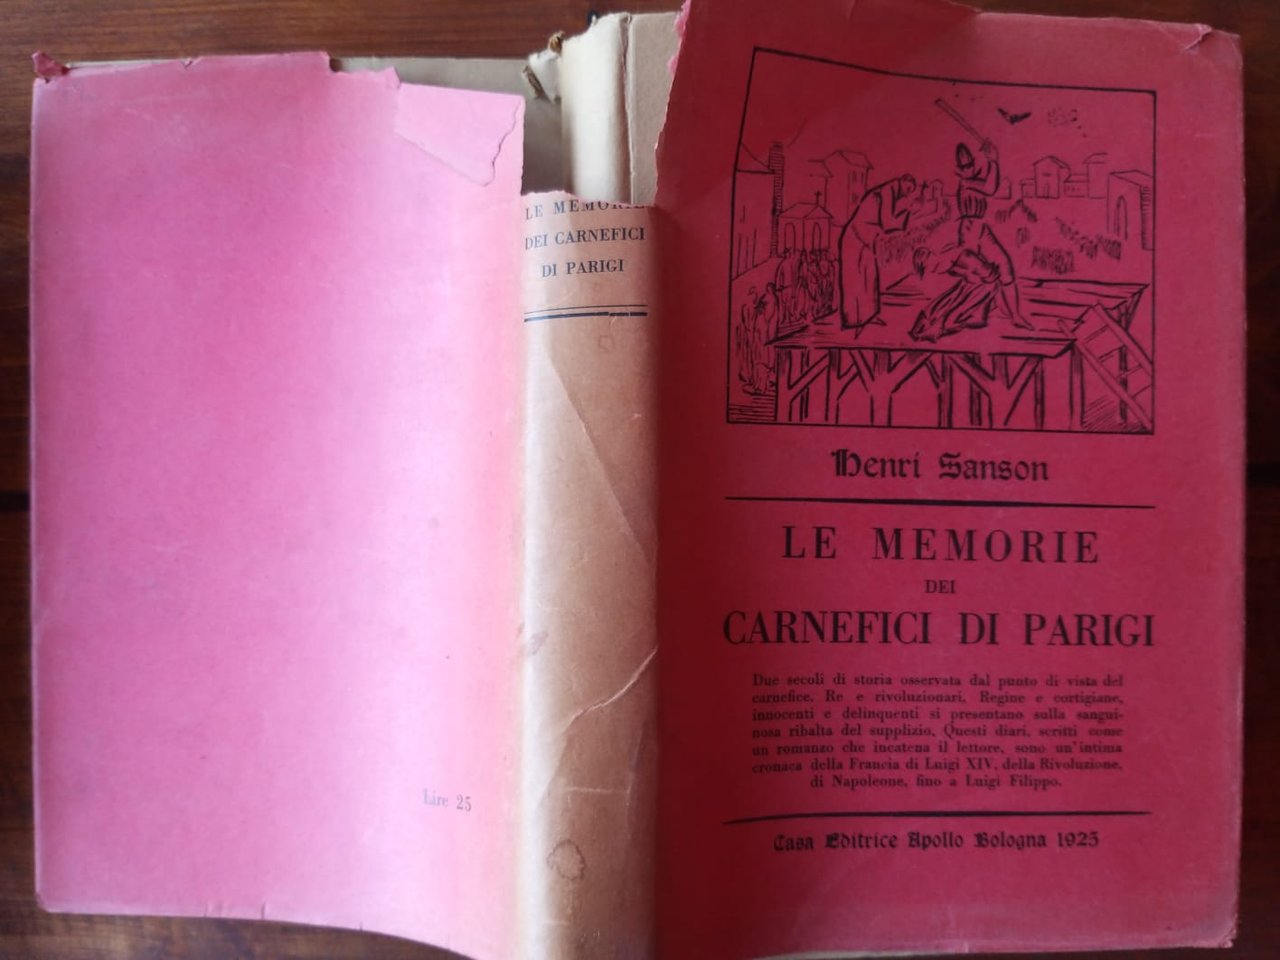 Lire 25
LE MEMORIE
DEI CARNEFICI
DI PARIGI
Henri Sanson
LE MEMORIE
DEI
CARNEFICI DI PARIGI
Due secoli di storia osservata dal punto di vista del
carnefice. Re e rivoluzionari, Regine e cortigiane,
innocenti e delinquenti si presentano sulla sangui-
nosa ribalta del supplizio. Questi diari, scritti come
un romanzo che incatena il lettore, sono un'intima
cronaca della Francia di Luigi XIV, della Rivoluzione,
di Napoleone, fino a Luigi Filippo.
Casa Editrice Apollo Bologna 1925